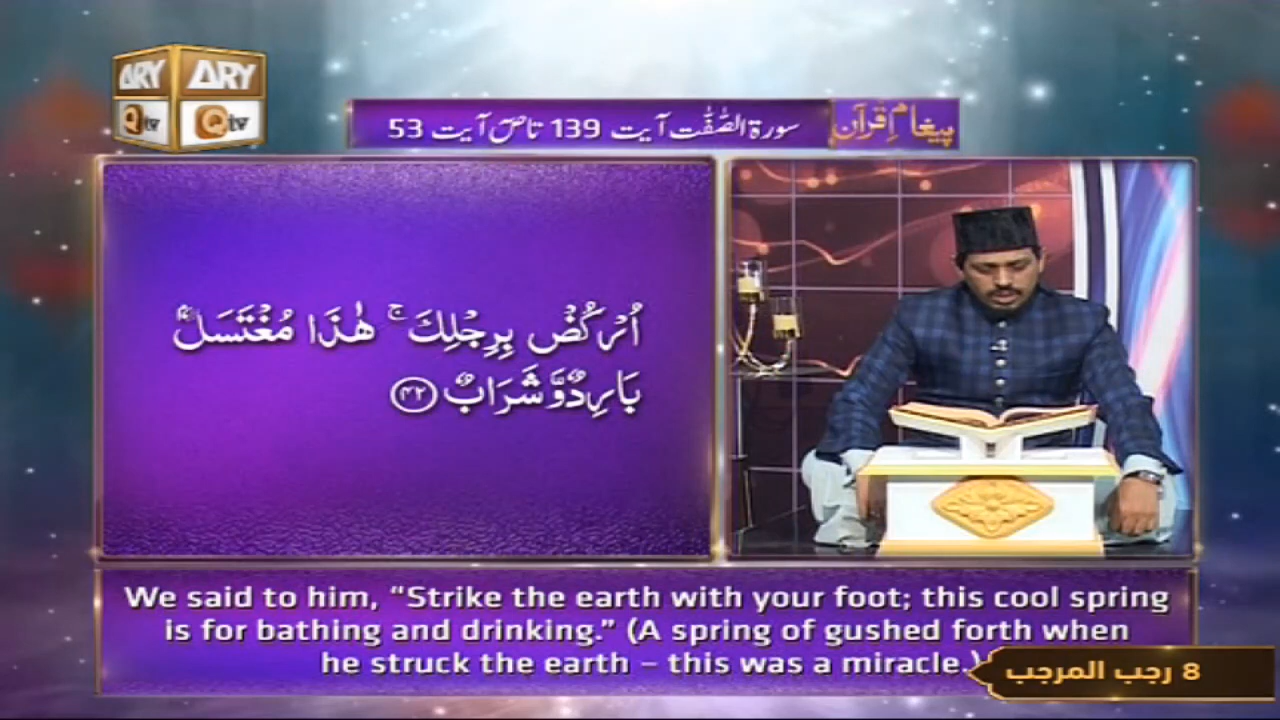 ARY ARY
Qtv Qtv
پیغامِ قرآن
سورة الصّٰفّٰت آیت 139 تا صٓ آیت 53
اُرْكُضْ بِرِجْلِكَ ۚ هٰذَا مُغْتَسَلٌۢ
بَارِدٌ وَّشَرَابٌ ﴿۴۲﴾
We said to him, “Strike the earth with your foot; this cool spring
is for bathing and drinking.” (A spring of gushed forth when
he struck the earth – this was a miracle.)
8 رجب المرجب